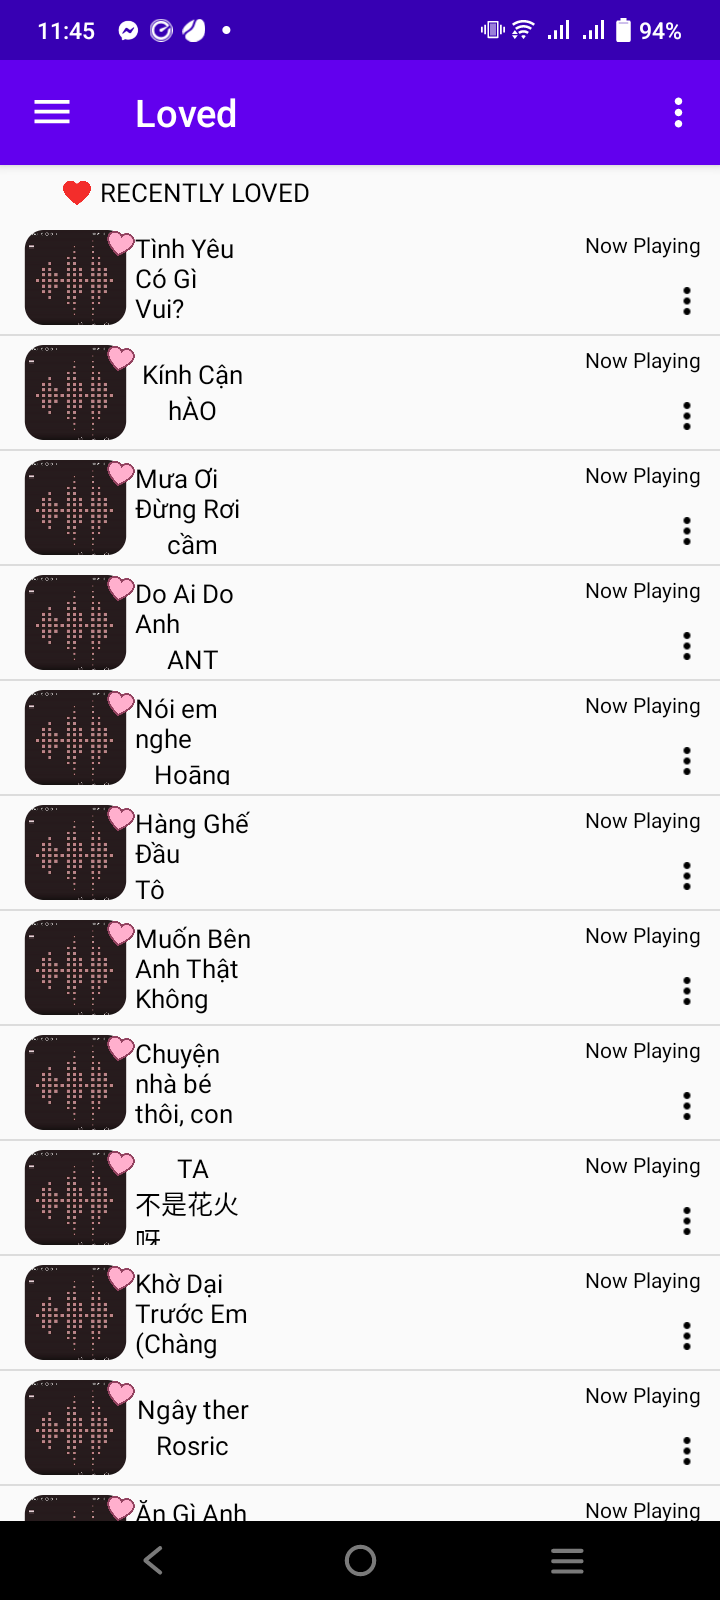 11:45
94%
Loved
RECENTLY LOVED
Tình Yêu
Có Gì
Vui?
Now Playing
Kính Cận
hÀO
Now Playing
Mưa Ơi
Đừng Rơi
cầm
Now Playing
Do Ai Do
Anh
ANT
Now Playing
Nói em
nghe
Hoāng
Now Playing
Hàng Ghế
Đầu
Tô
Now Playing
Muốn Bên
Anh Thật
Không
Now Playing
Chuyện
nhà bé
thôi, con
Now Playing
TA
不是花火
呀
Now Playing
Khờ Dại
Trước Em
(Chàng
Now Playing
Ngây ther
Rosric
Now Playing
Ăn Gì Anh
Now Playing